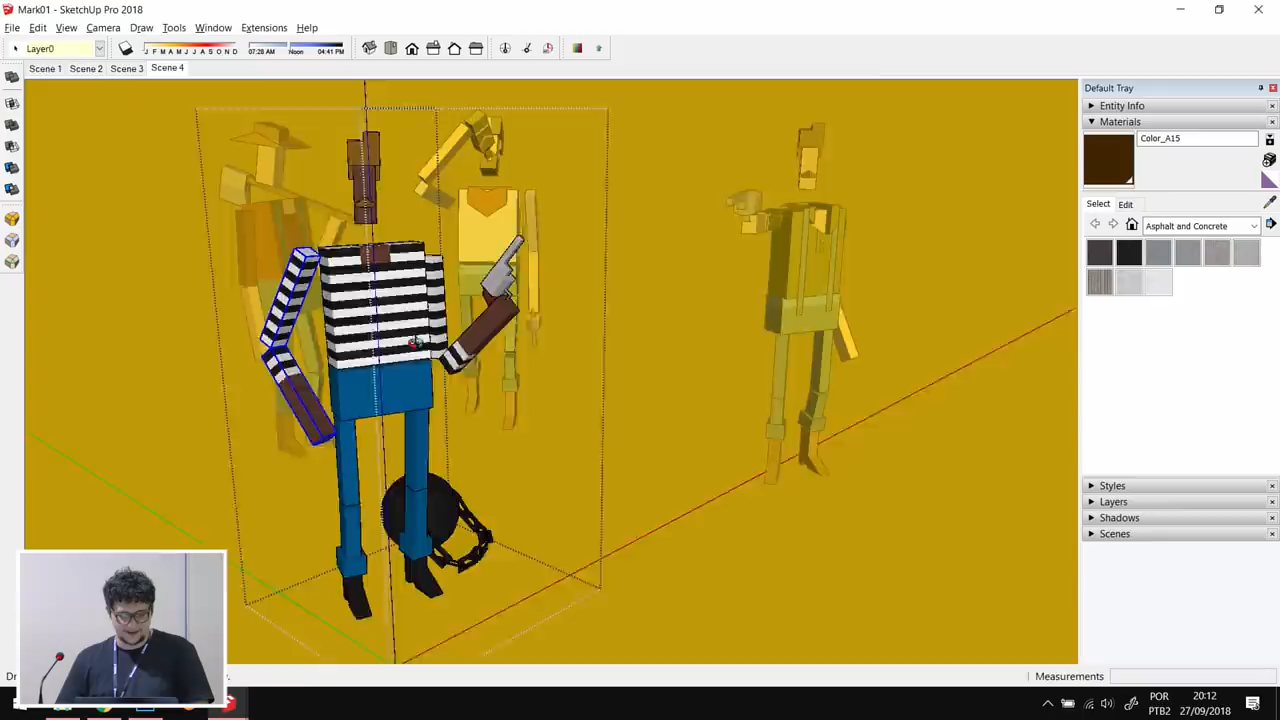 Mark01 - SketchUp Pro 2018
File Edit View Camera Draw Tools Window Extensions Help
Layer0
J F M A M J J A S O N D
07:28 AM Noon 04:41 PM
Scene 1 Scene 2 Scene 3 Scene 4
Default Tray
Entity Info
Materials
Color_A15
Select Edit
Asphalt and Concrete
Styles
Layers
Shadows
Scenes
Measurements
POR
PTB2
20:12
27/09/2018